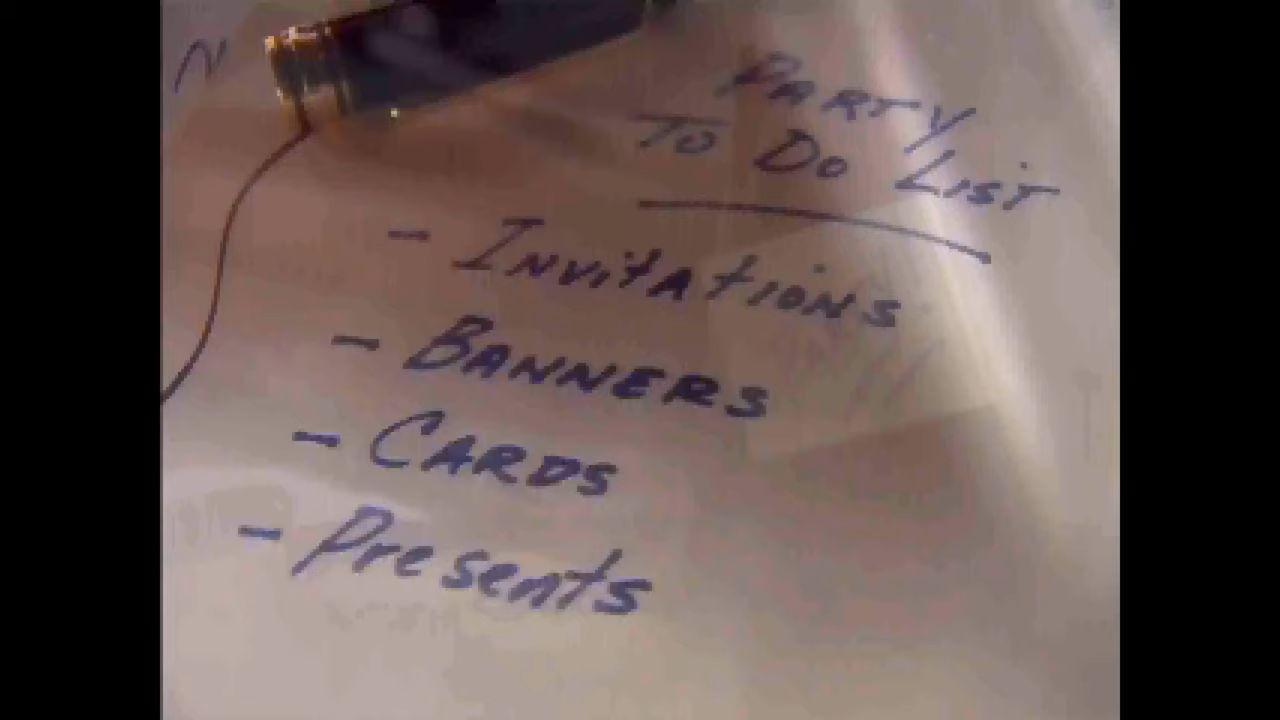 PARTY
TO DO LIST
- INVITATIONS
- BANNERS
- CARDS
- Presents